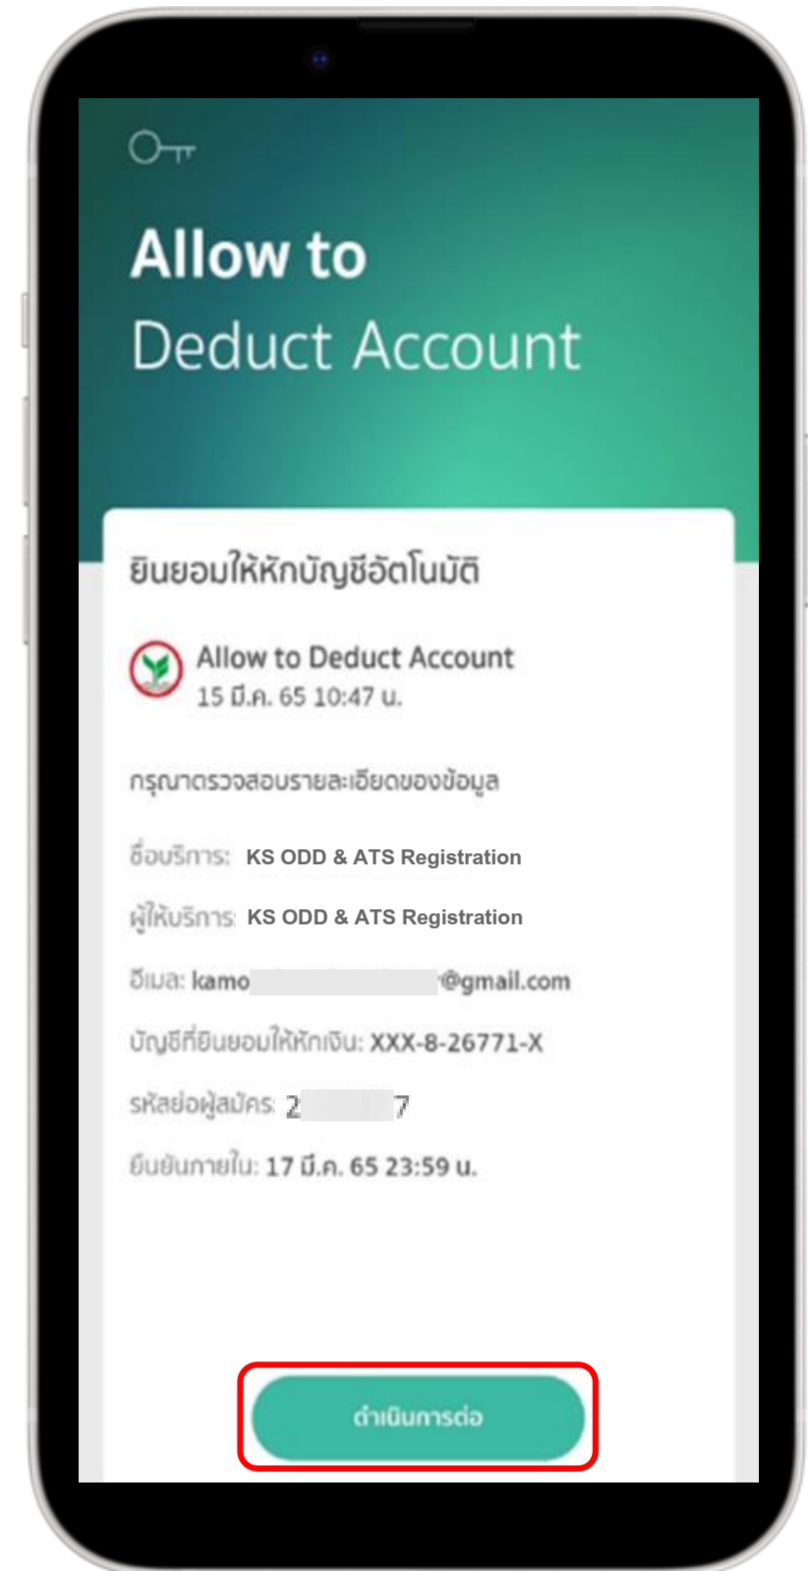 Allow to
Deduct Account
ยินยอมให้หักบัญชีอัตโนมัติ
Allow to Deduct Account
15 มี.ค. 65 10:47 น.
กรุณาตรวจสอบรายละเอียดของข้อมูล
ชื่อบริการ: KS ODD & ATS Registration
ผู้ให้บริการ: KS ODD & ATS Registration
อีเมล: kamo @gmail.com
บัญชีที่ยินยอมให้หักเงิน: XXX-8-26771-X
รหัสย่อผู้สมัคร: 2 7
ยืนยันภายใน: 17 มี.ค. 65 23:59 น.
ดำเนินการต่อ